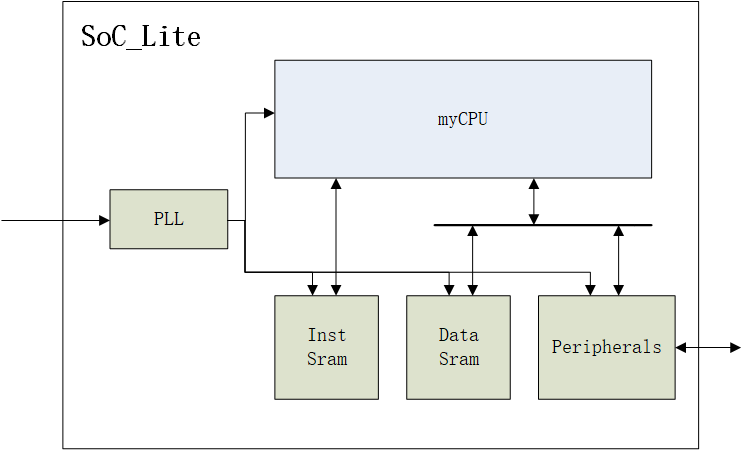 SoC_Lite
myCPU
PLL
Inst
Sram
Data
Sram
Peripherals